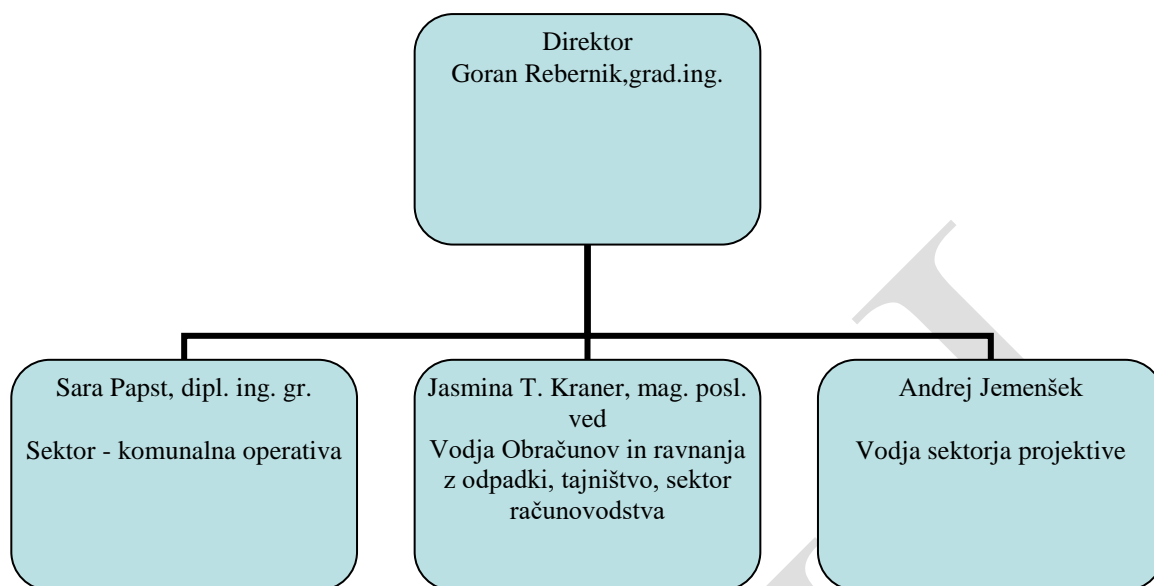 Direktor
Goran Rebernik,grad.ing.
Sara Papst, dipl. ing. gr.
Sektor - komunalna operativa
Jasmina T. Kraner, mag. posl.
ved
Vodja Obračunov in ravnanja
z odpadki, tajništvo, sektor
računovodstva
Andrej Jemenšek
Vodja sektorja projektive